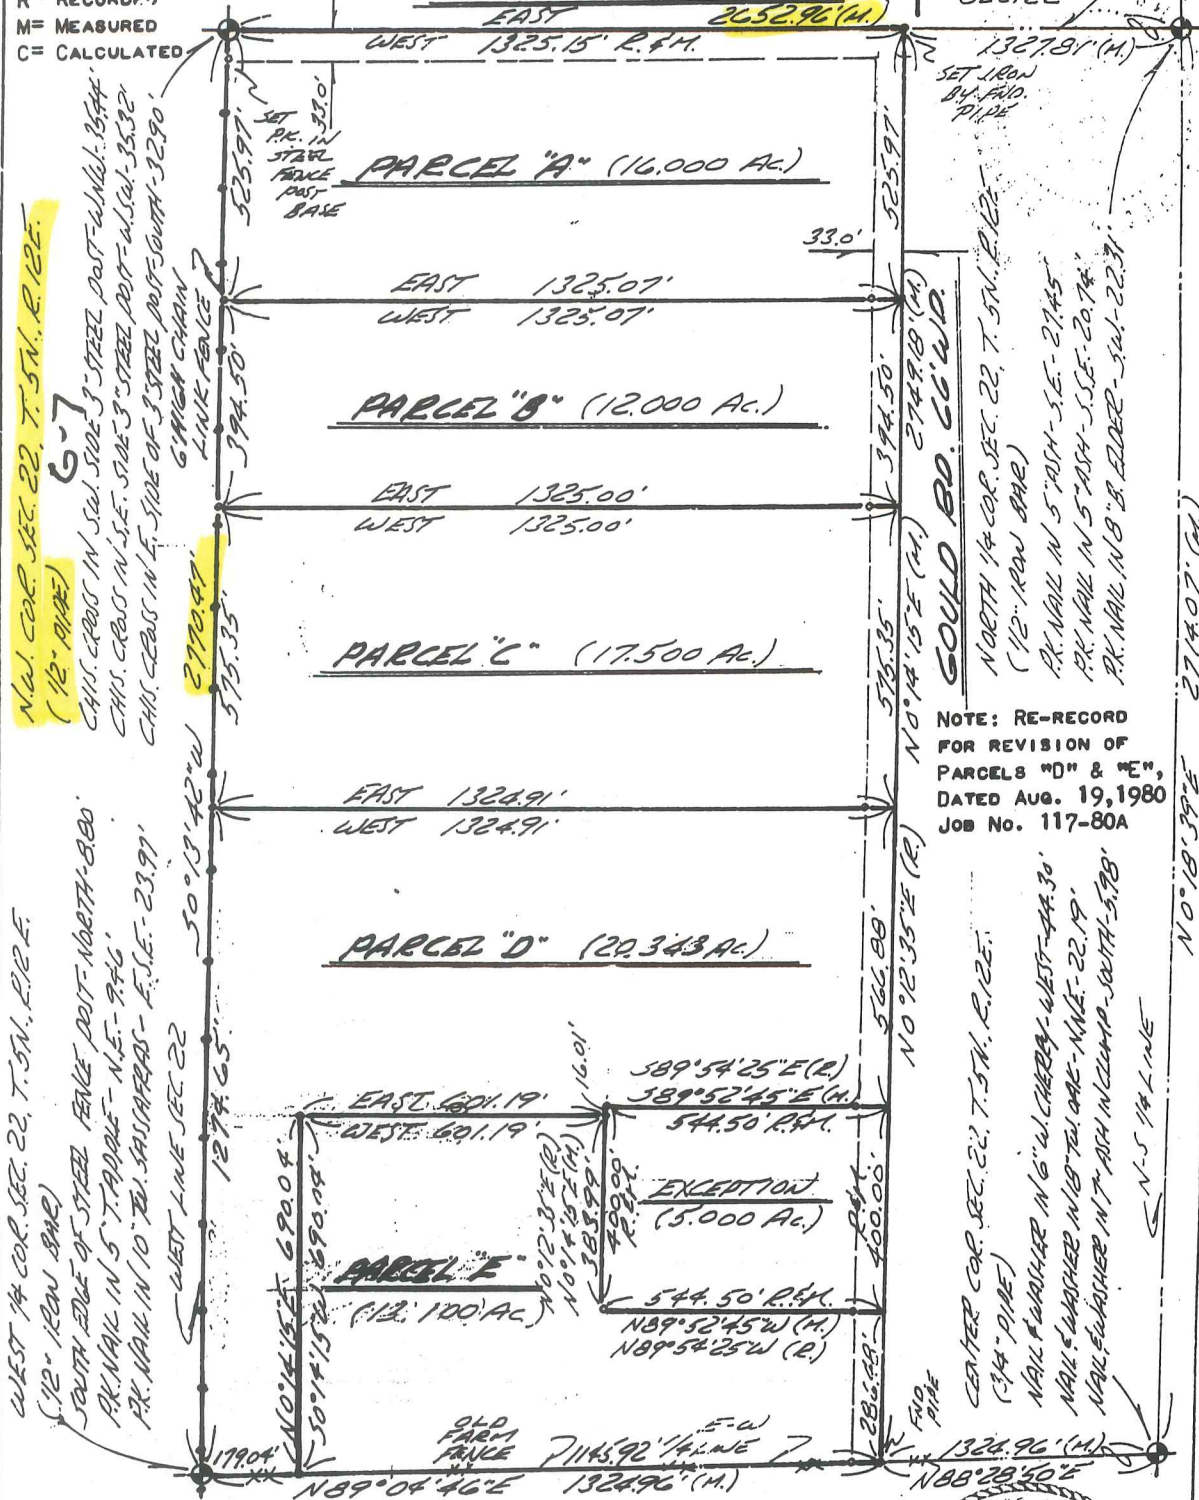 M= MEASURED
C= CALCULATED
EAST 2652.96' (M.)
WEST 1325.15' R.&M.
1327.81' (M.)
SET IRON
BY FND.
PIPE
SET
P.K. IN
STEEL
FENCE
POST
BASE
33.0'
525.97'
PARCEL "A" (16.000 Ac.)
525.97'
33.0'
N.W. COR. SEC. 22, T.5N., R.12E.
(1/2" PIPE)
G-7
CHIS. CROSS IN S.W. SIDE 3" STEEL POST-W.N.W.-35.44'
CHIS. CROSS IN S.E. SIDE 3" STEEL POST-W.S.W.-35.32'
CHIS. CROSS IN E. SIDE OF 3" STEEL POST-SOUTH-32.90'
6' HIGH CHAIN
LINK FENCE
EAST 1325.07'
WEST 1325.07'
394.50'
PARCEL "B" (12.000 Ac.)
394.50'
2749.18' (M.)
GOULD RD. 66' WD.
NORTH 1/4 COR. SEC. 22, T.5N., R.12E.
(1/2" IRON BAR)
P.K. NAIL IN 5" ASH-S.E.-27.45
P.K. NAIL IN 5" ASH-S.S.E.-20.74'
P.K. NAIL IN 8" B. ELDER-S.W.-22.31'
EAST 1325.00'
WEST 1325.00'
2770.47'
575.35'
PARCEL "C" (17.500 Ac.)
575.35'
N0°14'15"E (M.)
2714.07' (M.)
NOTE: RE-RECORD
FOR REVISION OF
PARCELS "D" & "E",
DATED AUG. 19, 1980
JOB No. 117-80A
S0°13'42"W
EAST 1324.91'
WEST 1324.91'
N0°18'39"E
N0°12'35"E (R.)
PARCEL "D" (20.343 Ac.)
566.88'
WEST 1/4 COR. SEC. 22, T.5N., R.12E.
(1/2" IRON BAR)
SOUTH EDGE OF STEEL FENCE POST-NORTH-8.80'
P.K. NAIL IN 5" T. APPLE-N.E.-9.46'
P.K. NAIL IN 10" TW. SASSAFRAS-E.S.E.-23.97'
WEST LINE SEC. 22
1274.65'
16.01'
S89°54'25"E (R.)
S89°52'45"E (M.)
544.50' R.&M.
EAST 601.19'
WEST 601.19'
N0°14'15"E 690.04'
S0°14'15"W 690.04'
N0°12'35"E (R.)
N0°14'15"E (M.)
383.99'
400.00'
R.&M.
EXCEPTION
(5.000 Ac.)
R.&M.
400.00'
PARCEL "E"
(13.100 Ac.)
544.50' R.&M.
N89°52'45"W (M.)
N89°54'25"W (R.)
CENTER COR. SEC. 22, T.5N., R.12E.
(3/4" PIPE)
NAIL & WASHER IN 6" W. CHERRY-WEST-44.30'
NAIL & WASHER IN 18" TW. OAK-N.N.E.-22.19'
NAIL & WASHER IN 7" ASH IN CLUMP-SOUTH-5.98'
N-S 1/4 LINE
286.68'
FND.
PIPE
179.04'
OLD
FARM
FENCE
1145.92'
E-W
1/4 LINE
N89°04'46"E 1324.96' (M.)
1324.96' (M.)
N88°28'50"E